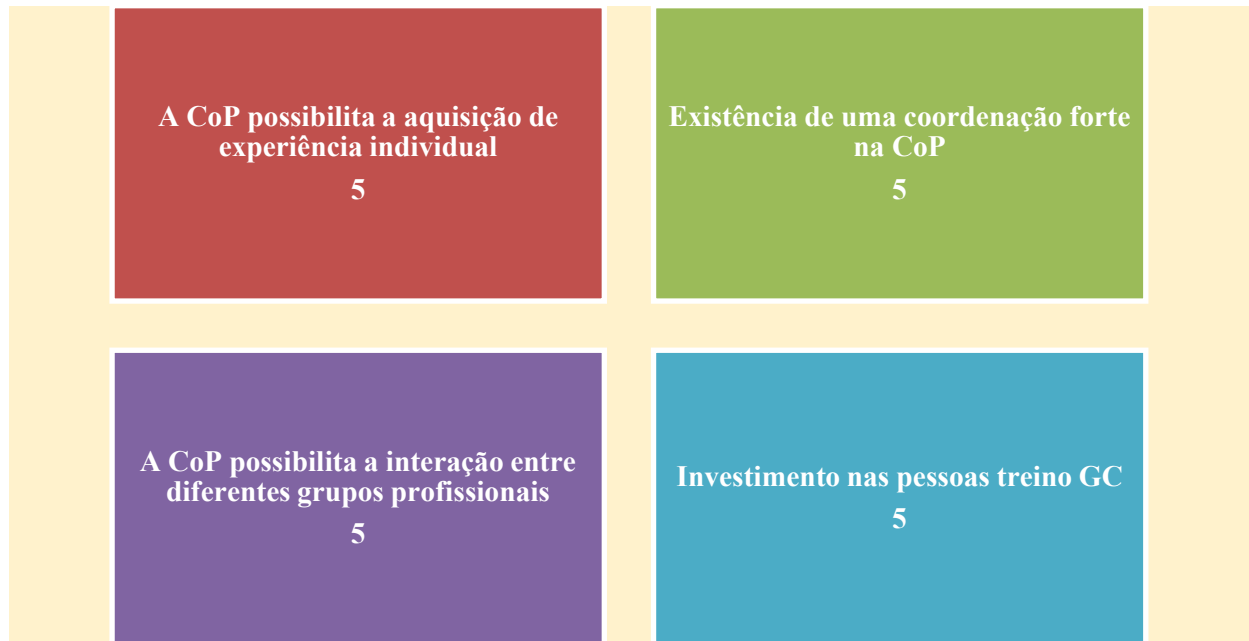 A CoP possibilita a aquisição de
experiência individual
5
Existência de uma coordenação forte
na CoP
5
A CoP possibilita a interação entre
diferentes grupos profissionais
5
Investimento nas pessoas treino GC
5